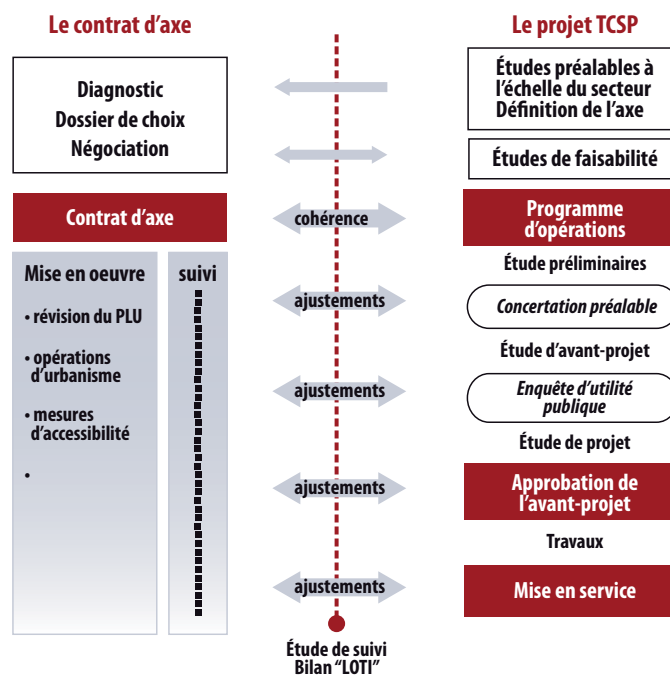 Le contrat d'axe
Diagnostic
Dossier de choix
Négociation
Contrat d'axe
Mise en oeuvre
• révision du PLU
• opérations
d'urbanisme
• mesures
d'accessibilité
•
suivi
cohérence
ajustements
ajustements
ajustements
ajustements
Étude de suivi
Bilan "LOTI"
Le projet TCSP
Études préalables à
l'échelle du secteur
Définition de l'axe
Études de faisabilité
Programme
d'opérations
Étude préliminaires
Concertation préalable
Étude d'avant-projet
Enquête d'utilité
publique
Étude de projet
Approbation de
l'avant-projet
Travaux
Mise en service